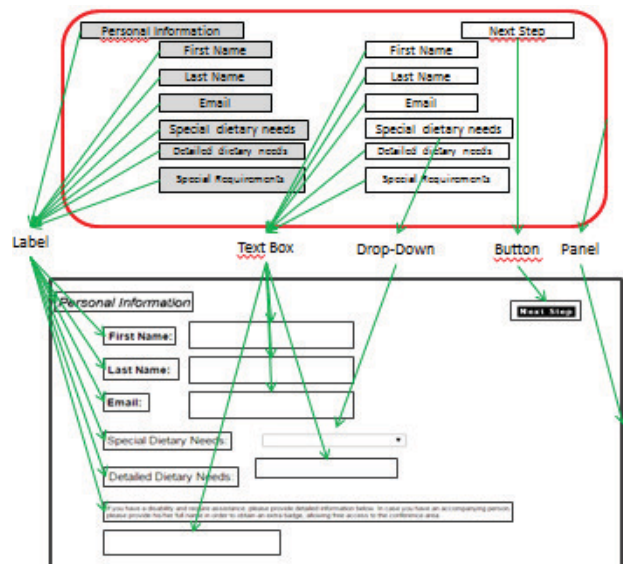 Personal Information
Next Step
First Name
First Name
Last Name
Last Name
Email
Email
Special dietary needs
Special dietary needs
Detailed dietary needs
Detailed dietary needs
Special Requirements
Special Requirements
Label
Text Box
Drop-Down
Button
Panel
Personal Information
Next Step
First Name:
Last Name:
Email:
Special Dietary Needs:
Detailed Dietary Needs:
If you have a disability and require assistance, please provide detailed information below. In case you have an accompanying person,
please provide his/her full name in order to obtain an extra badge, allowing free access to the conference area.